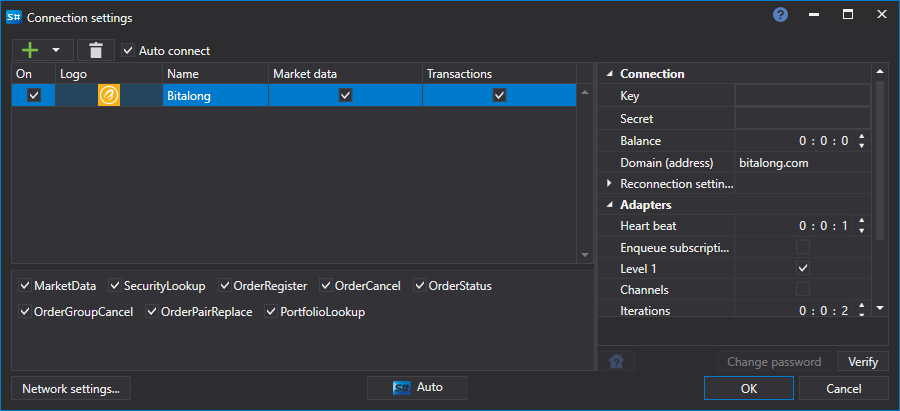 S# Connection settings ?
Auto connect
On Logo Name Market data Transactions
Bitalong
MarketData SecurityLookup OrderRegister OrderCancel OrderStatus
OrderGroupCancel OrderPairReplace PortfolioLookup
Connection
Key
Secret
Balance 0 : 0 : 0
Domain (address) bitalong.com
Reconnection settin...
Adapters
Heart beat 0 : 0 : 1
Enqueue subscripti...
Level 1
Channels
Iterations 0 : 0 : 2
Change password Verify
Network settings... S# Auto OK Cancel